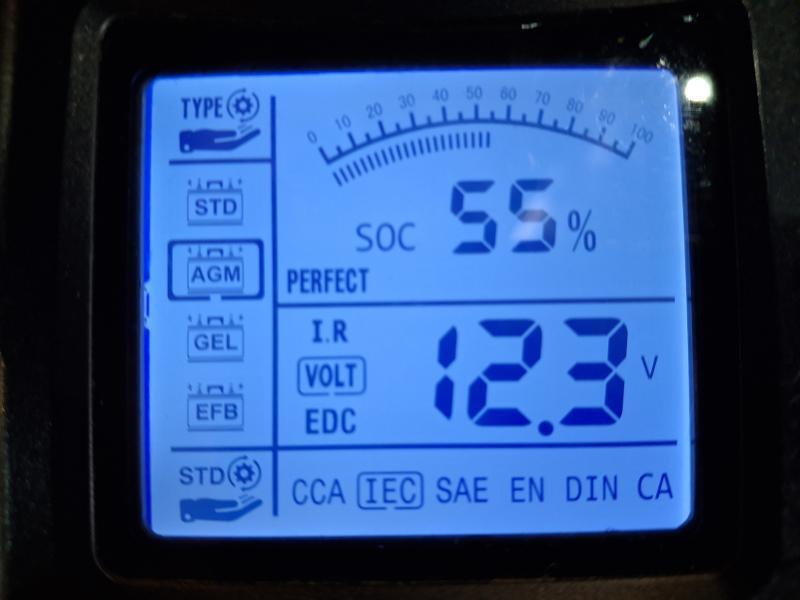 TYPE
0 10 20 30 40 50 60 70 80 90 100
STD
SOC 55%
AGM
PERFECT
GEL
I.R
VOLT 12.3 V
EFB
EDC
STD
CCA IEC SAE EN DIN CA